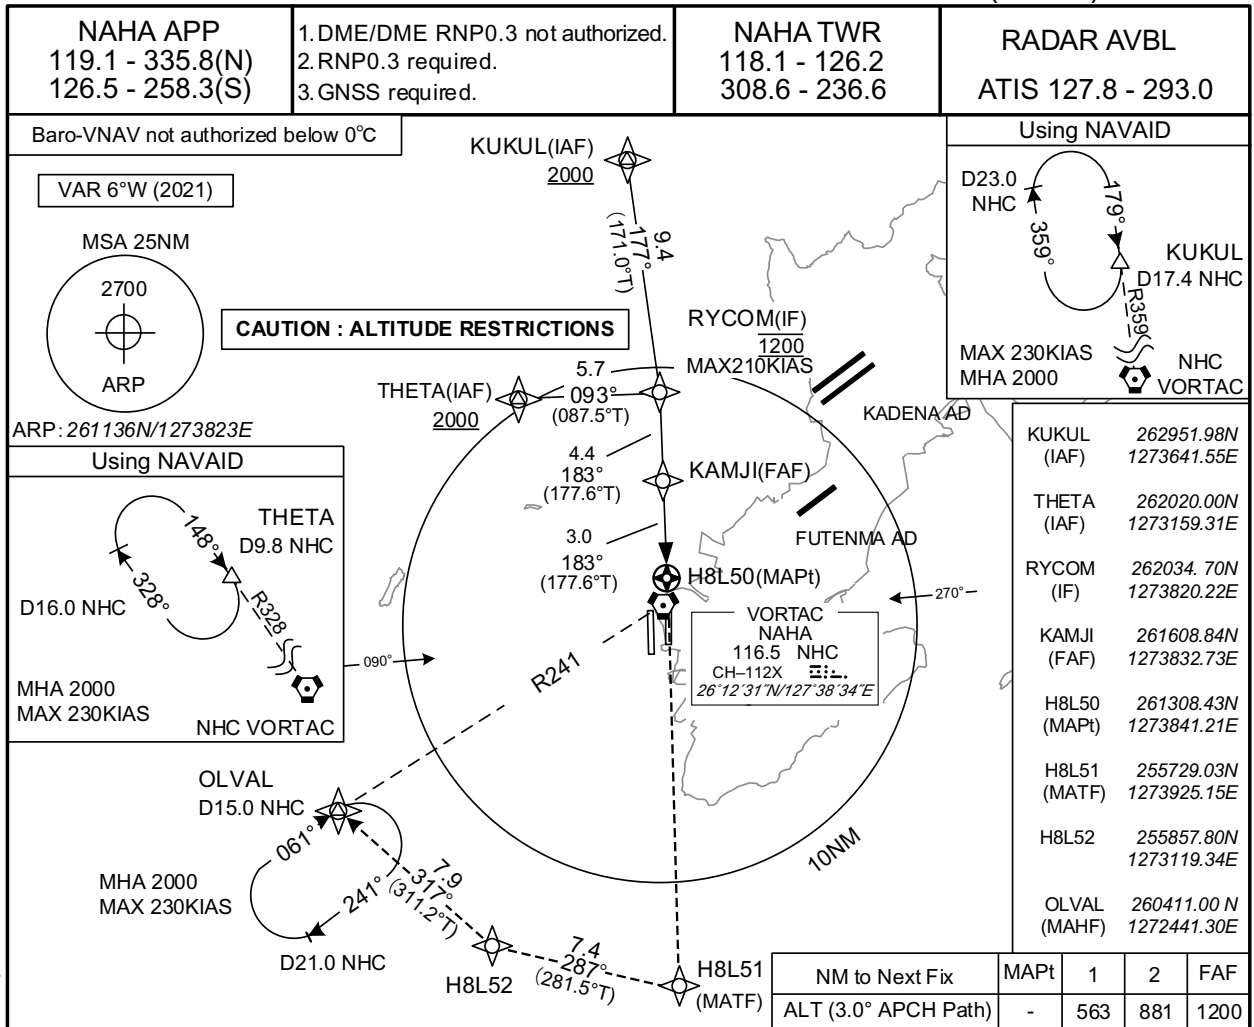 NAHA APP
119.1 - 335.8(N)
126.5 - 258.3(S)
1.DME/DME RNP0.3 not authorized.
2.RNP0.3 required.
3.GNSS required.
NAHA TWR
118.1 - 126.2
308.6 - 236.6
RADAR AVBL
ATIS 127.8 - 293.0
Baro-VNAV not authorized below 0°C
VAR 6°W (2021)
MSA 25NM
2700
ARP
ARP: 261136N/1273823E
CAUTION : ALTITUDE RESTRICTIONS
KUKUL(IAF)
2000
9.4
177°
(171.0°T)
RYCOM(IF)
1200
MAX210KIAS
THETA(IAF)
2000
5.7
093°
(087.5°T)
4.4
183°
(177.6°T)
KAMJI(FAF)
3.0
183°
(177.6°T)
H8L50(MAPt)
KADENA AD
FUTENMA AD
VORTAC
NAHA
116.5 NHC
CH–112X
26°12´31˝N/127°38´34˝E
270°
090°
R241
10NM
Using NAVAID
D23.0
NHC
179°
359°
KUKUL
D17.4 NHC
R359
MAX 230KIAS
MHA 2000
NHC
VORTAC
Using NAVAID
THETA
D9.8 NHC
148°
328°
D16.0 NHC
R328
MHA 2000
MAX 230KIAS
NHC VORTAC
OLVAL
D15.0 NHC
061°
241°
MHA 2000
MAX 230KIAS
D21.0 NHC
7.9
317°
(311.2°T)
H8L52
7.4
287°
(281.5°T)
H8L51
(MATF)
KUKUL 262951.98N
(IAF) 1273641.55E
THETA 262020.00N
(IAF) 1273159.31E
RYCOM 262034. 70N
(IF) 1273820.22E
KAMJI 261608.84N
(FAF) 1273832.73E
H8L50 261308.43N
(MAPt) 1273841.21E
H8L51 255729.03N
(MATF) 1273925.15E
H8L52 255857.80N
1273119.34E
OLVAL 260411.00 N
(MAHF) 1272441.30E
NM to Next Fix MAPt 1 2 FAF
ALT (3.0° APCH Path) - 563 881 1200